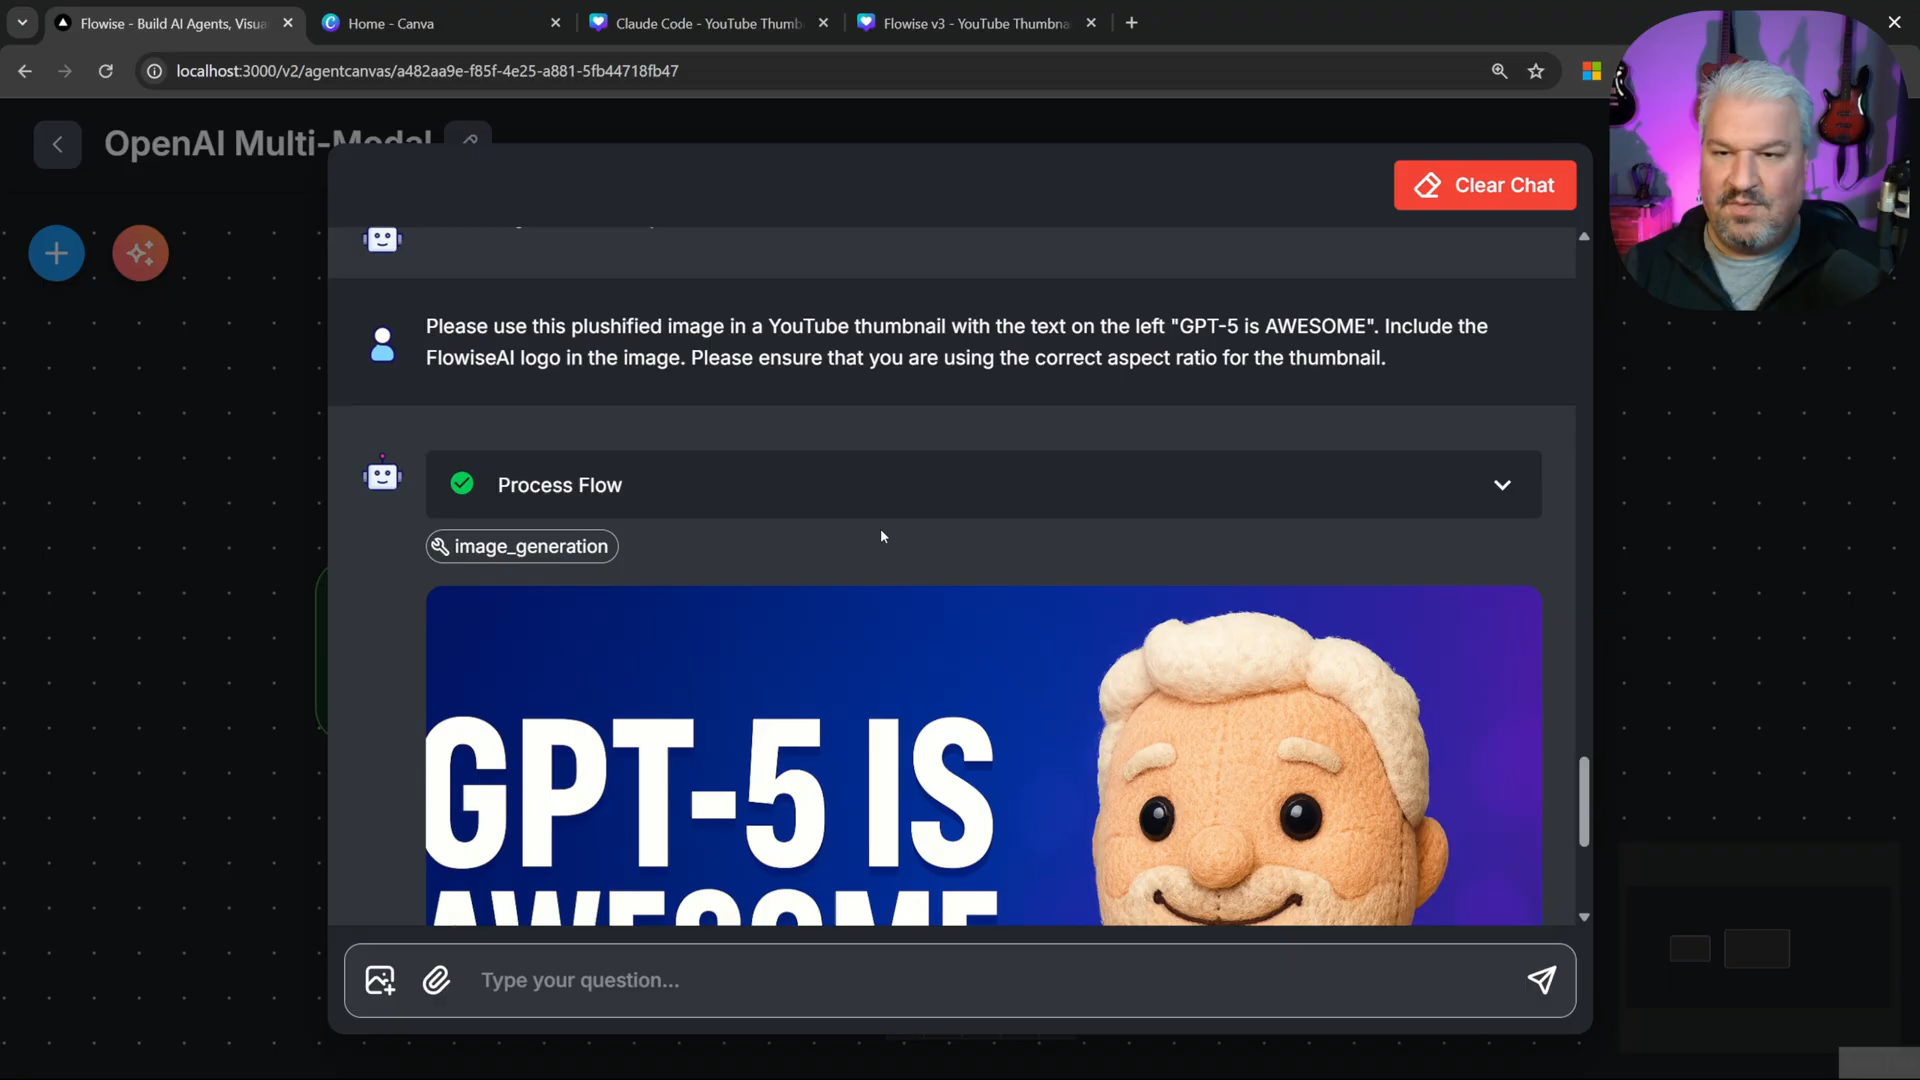 Flowise - Build AI Agents, Visua
Home - Canva
Claude Code - YouTube Thumb
Flowise v3 - YouTube Thumbna
localhost:3000/v2/agentcanvas/a482aa9e-f85f-4e25-a881-5fb44718fb47
OpenAI Multi-Modal
Clear Chat
Please use this plushified image in a YouTube thumbnail with the text on the left "GPT-5 is AWESOME". Include the
FlowiseAI logo in the image. Please ensure that you are using the correct aspect ratio for the thumbnail.
Process Flow
image_generation
GPT-5 IS
AWESOME
Type your question...